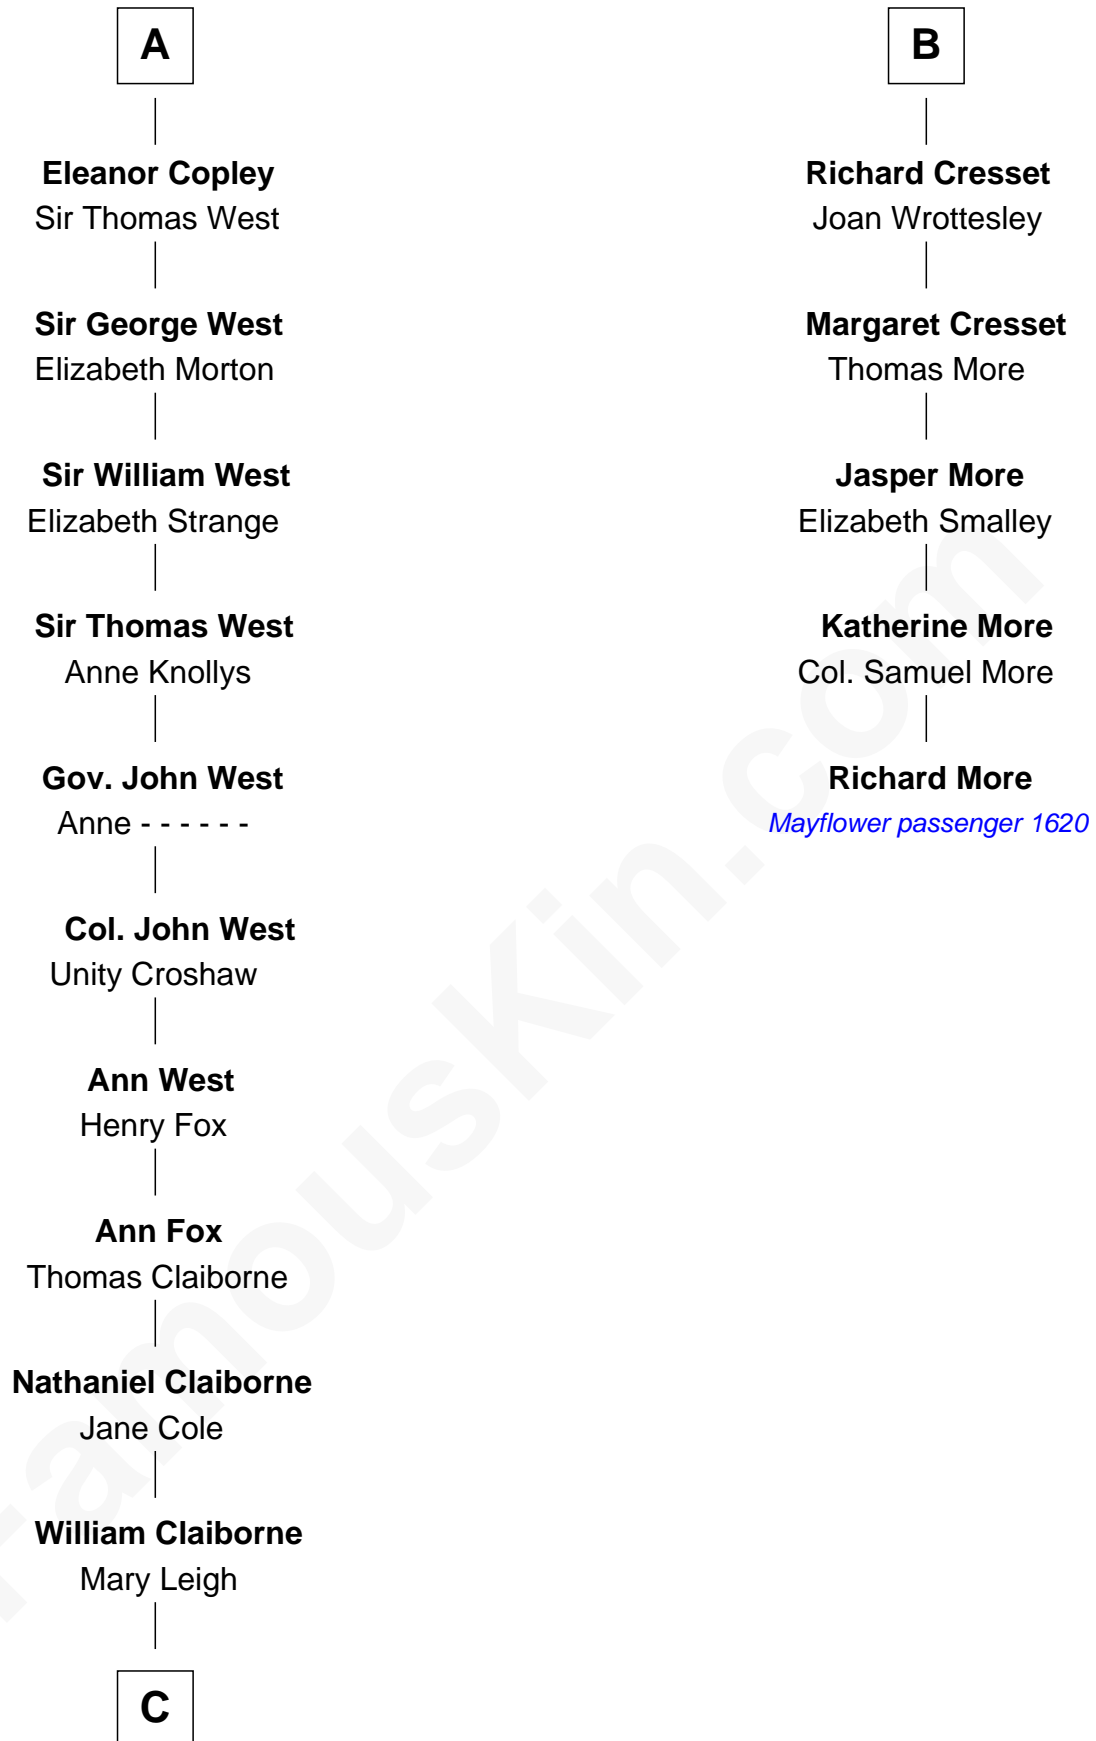 A
Eleanor Copley
Sir Thomas West
Sir George West
Elizabeth Morton
Sir William West
Elizabeth Strange
Sir Thomas West
Anne Knollys
Gov. John West
Anne - - - - - -
Col. John West
Unity Croshaw
Ann West
Henry Fox
Ann Fox
Thomas Claiborne
Nathaniel Claiborne
Jane Cole
William Claiborne
Mary Leigh
C
B
Richard Cresset
Joan Wrottesley
Margaret Cresset
Thomas More
Jasper More
Elizabeth Smalley
Katherine More
Col. Samuel More
Richard More
Mayflower passenger 1620
FamousKin.com